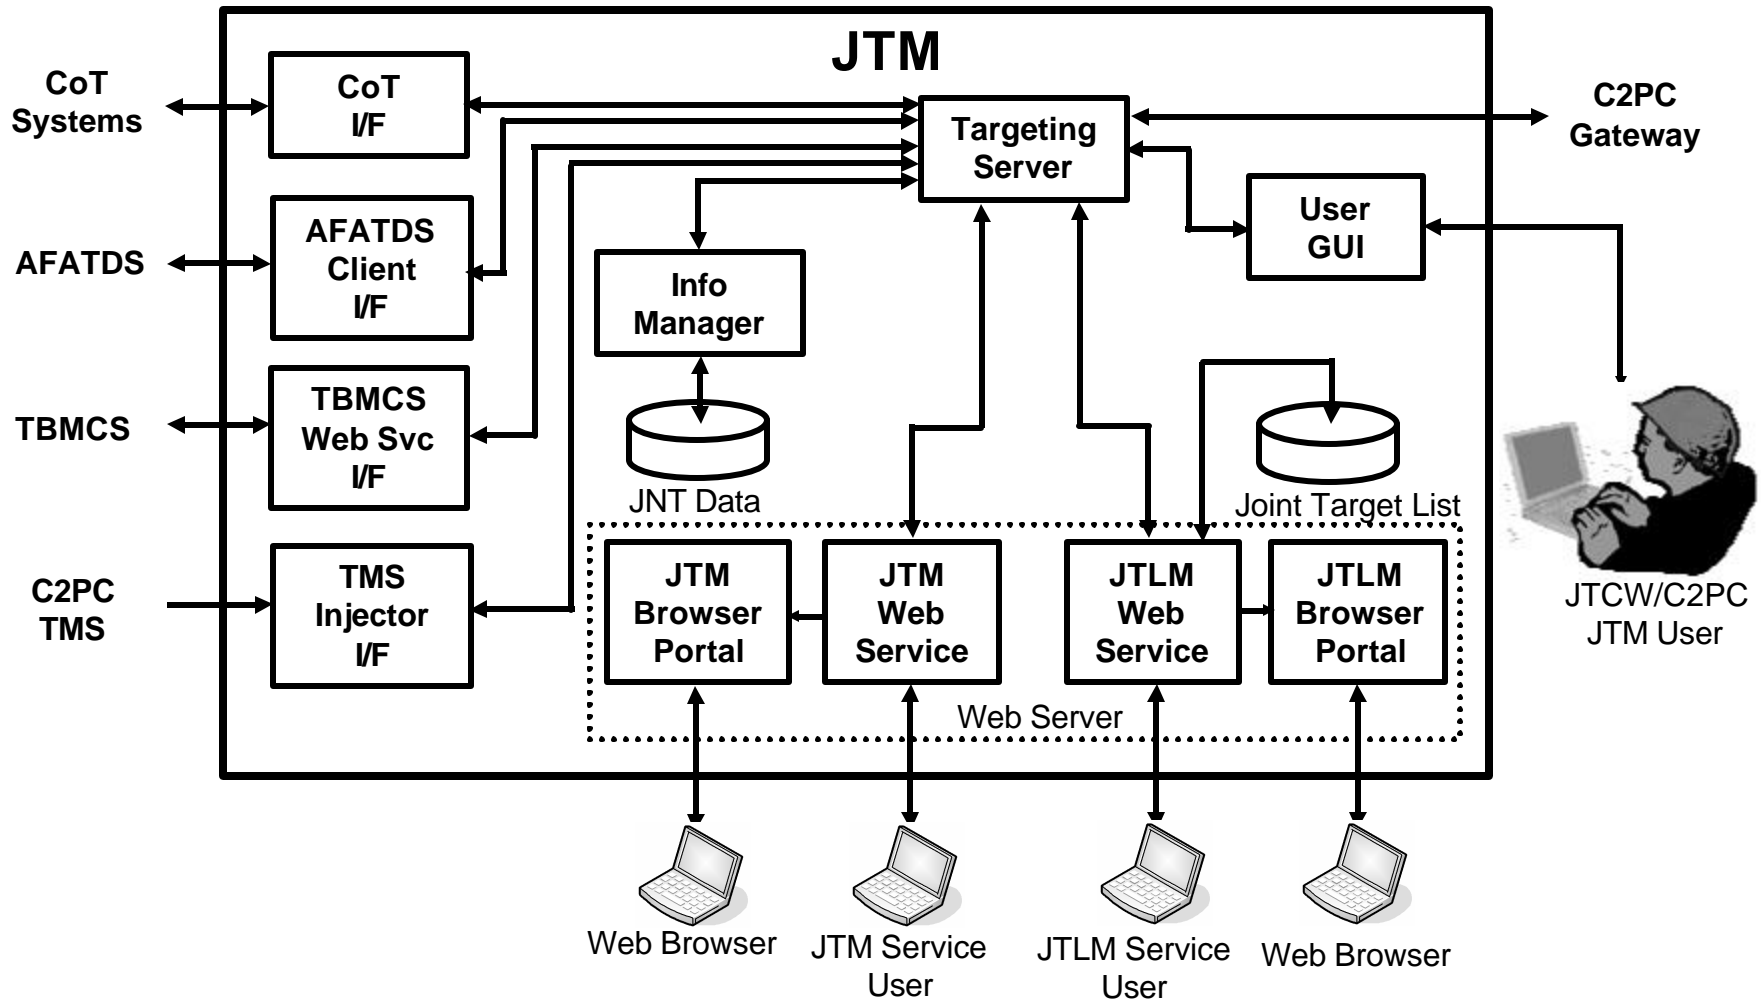 JTM
CoT
Systems
CoT
I/F
Targeting
Server
C2PC
Gateway
AFATDS
AFATDS
Client
I/F
User
GUI
Info
Manager
TBMCS
TBMCS
Web Svc
I/F
JNT Data
Joint Target List
C2PC
TMS
TMS
Injector
I/F
JTM
Browser
Portal
JTM
Web
Service
JTLM
Web
Service
JTLM
Browser
Portal
JTCW/C2PC
JTM User
Web Server
Web Browser
JTM Service
User
JTLM Service
User
Web Browser